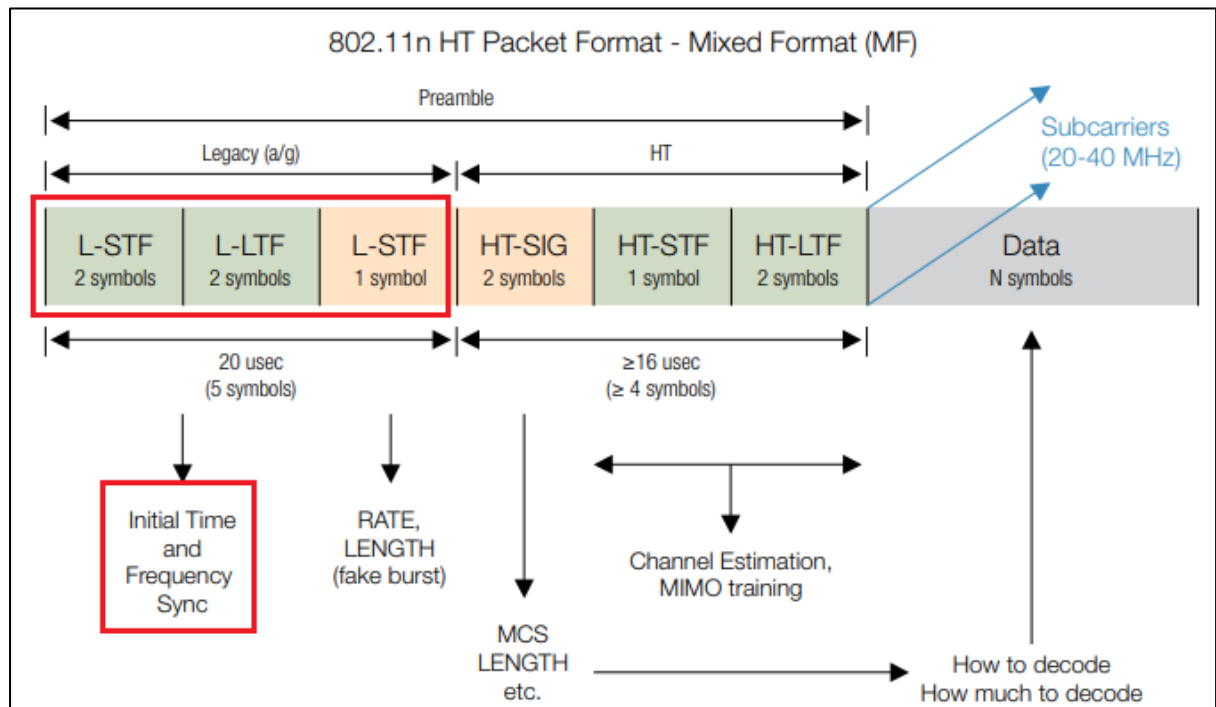 802.11n HT Packet Format - Mixed Format (MF)
Preamble
Subcarriers
(20-40 MHz)
Legacy (a/g)
HT
L-STF
2 symbols
L-LTF
2 symbols
L-STF
1 symbol
HT-SIG
2 symbols
HT-STF
1 symbol
HT-LTF
2 symbols
Data
N symbols
20 usec
(5 symbols)
≥16 usec
(≥ 4 symbols)
Initial Time
and
Frequency
Sync
RATE,
LENGTH
(fake burst)
Channel Estimation,
MIMO training
MCS
LENGTH
etc.
How to decode
How much to decode